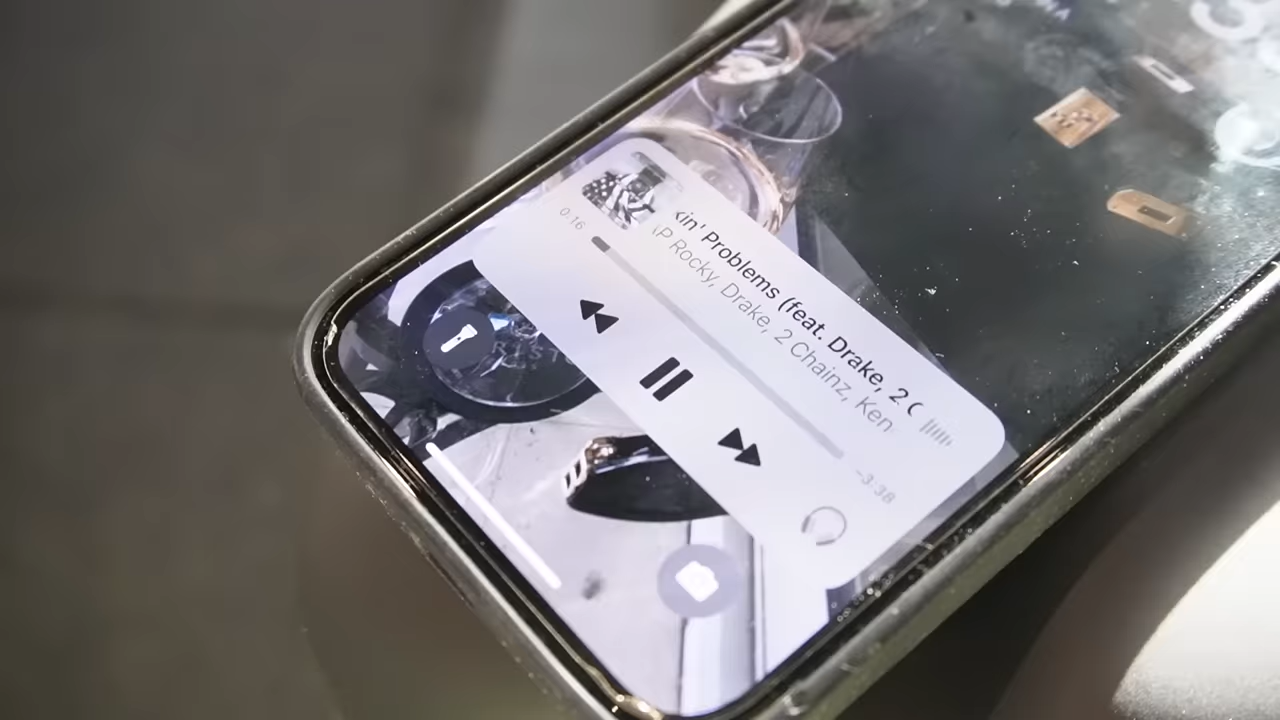 kin' Problems (feat. Drake, 2 C
\P Rocky, Drake, 2 Chainz, Ken
0:16
-3:38